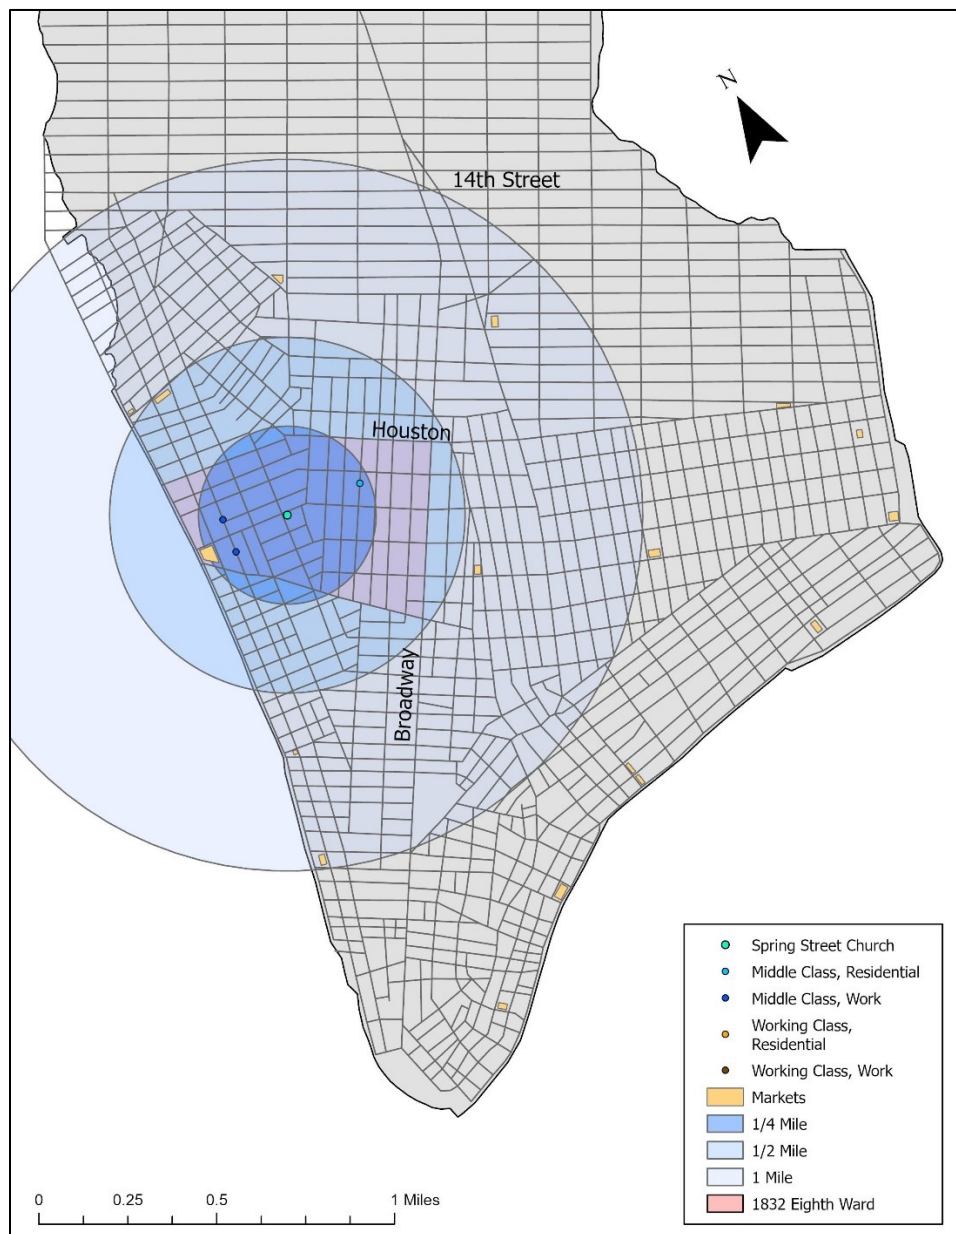 N
14th Street
Houston
Broadway
Spring Street Church
Middle Class, Residential
Middle Class, Work
Working Class,
Residential
Working Class, Work
Markets
1/4 Mile
1/2 Mile
1 Mile
1832 Eighth Ward
0 0.25 0.5 1 Miles